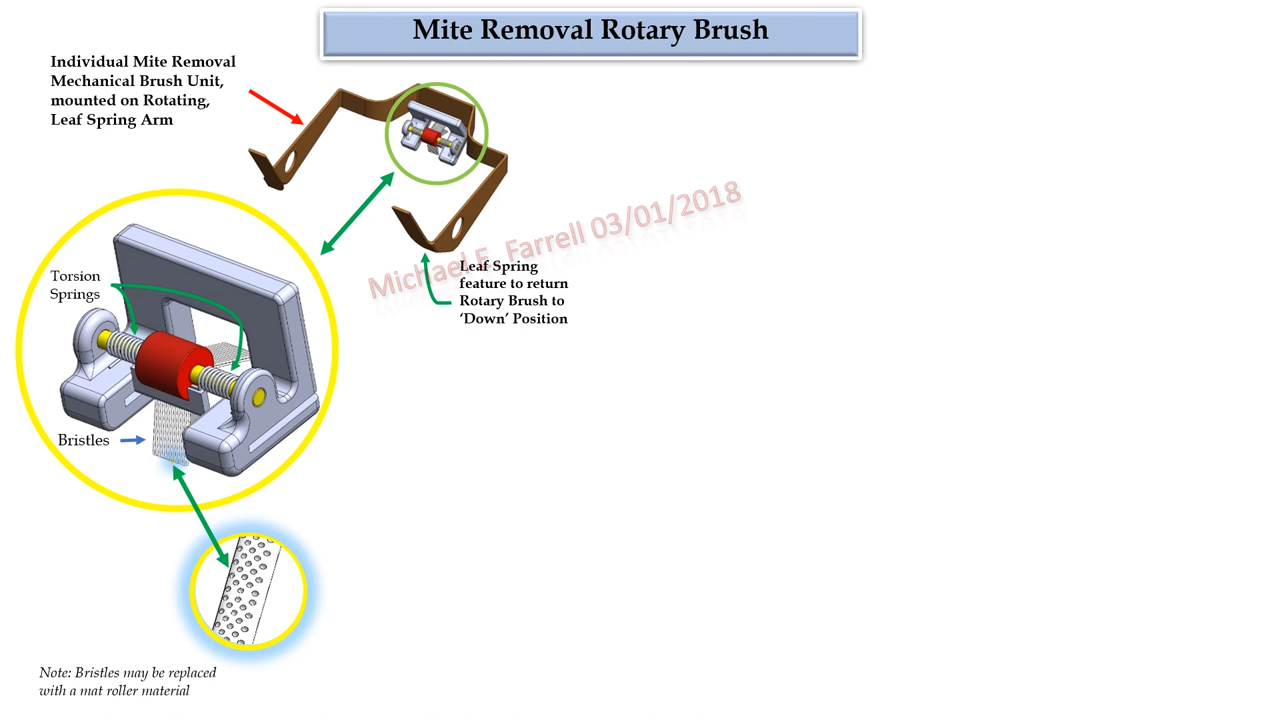 Mite Removal Rotary Brush
Individual Mite Removal
Mechanical Brush Unit,
mounted on Rotating,
Leaf Spring Arm
Michael E. Farrell 03/01/2018
Leaf Spring
feature to return
Rotary Brush to
‘Down’ Position
Torsion
Springs
Bristles
Note: Bristles may be replaced
with a mat roller material